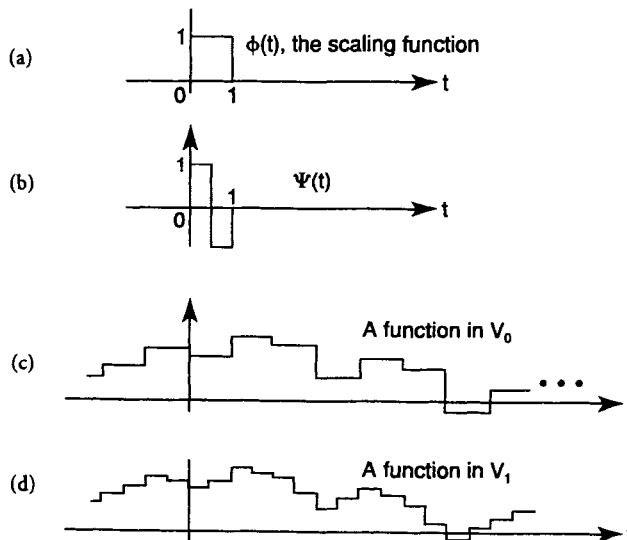 (a)
1
ϕ(t), the scaling function
0
1
t
(b)
1
Ψ(t)
1
0
t
(c)
A function in V₀
•••
(d)
A function in V₁